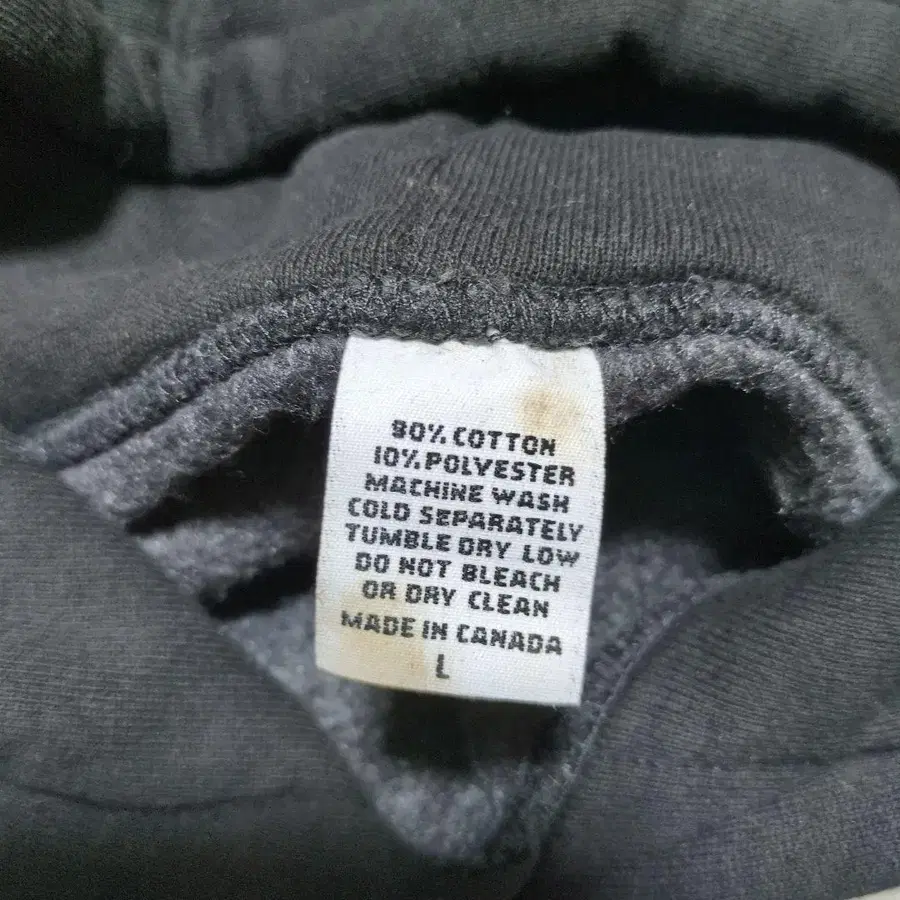 90% COTTON
10% POLYESTER
MACHINE WASH
COLD SEPARATELY
TUMBLE DRY LOW
DO NOT BLEACH
OR DRY CLEAN
MADE IN CANADA
L